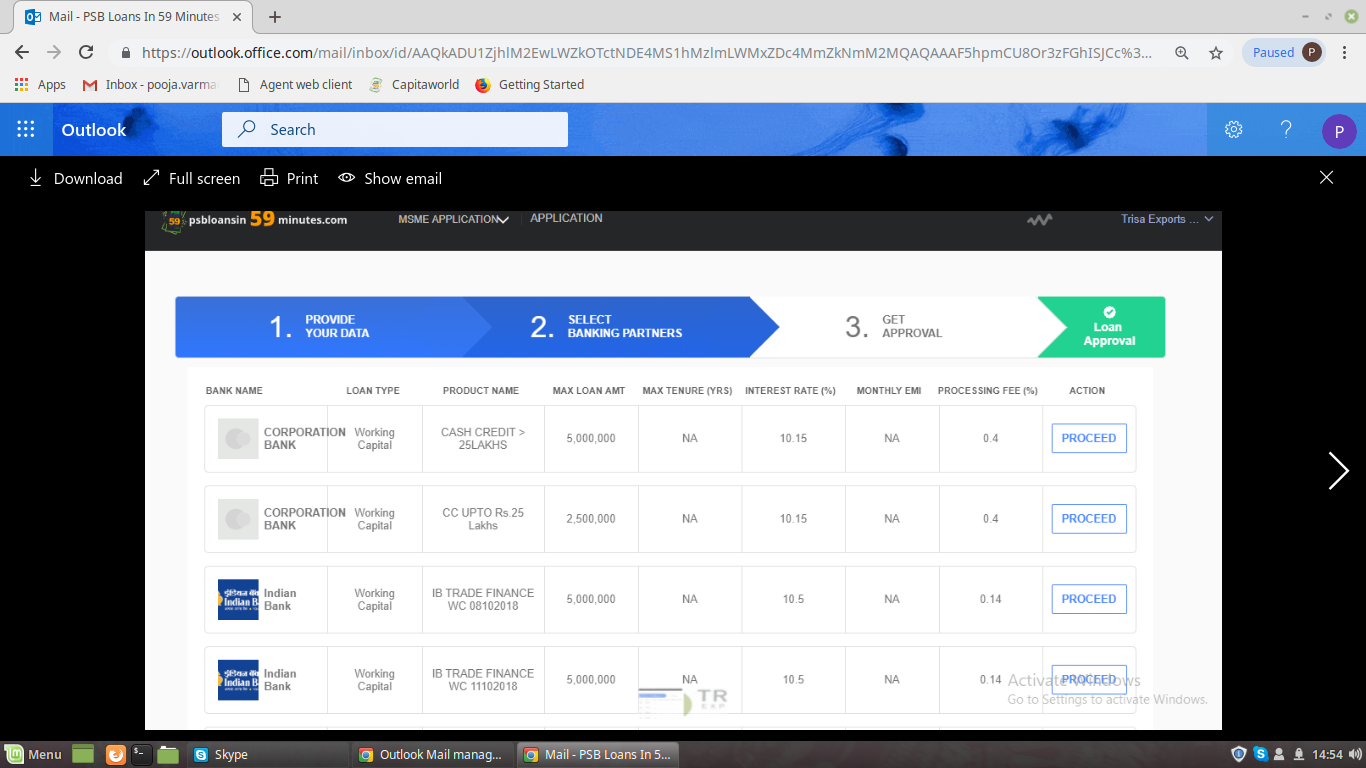 Mail - PSB Loans In 59 Minutes
https://outlook.office.com/mail/inbox/id/AAQkADU1ZjhlM2EwLWZkOTctNDE4MS1hMzlmLWMxZDc4MmZkNmM2MQAQAAAF5hpmCU8Or3zFGhISJCc%3...
Paused P
Apps
Inbox - pooja.varma
Agent web client
Capitaworld
Getting Started
Outlook
Search
P
Download
Full screen
Print
Show email
59 psbloansin 59 minutes.com
MSME APPLICATION
APPLICATION
Trisa Exports ...
1. PROVIDE
YOUR DATA
2. SELECT
BANKING PARTNERS
3. GET
APPROVAL
Loan
Approval
BANK NAME LOAN TYPE PRODUCT NAME MAX LOAN AMT MAX TENURE (YRS) INTEREST RATE (%) MONTHLY EMI PROCESSING FEE (%) ACTION
CORPORATION Working CASH CREDIT >
BANK Capital 25LAKHS 5,000,000 NA 10.15 NA 0.4 PROCEED
CORPORATION Working CC UPTO Rs.25
BANK Capital Lakhs 2,500,000 NA 10.15 NA 0.4 PROCEED
Indian Working IB TRADE FINANCE
Bank Capital WC 08102018 5,000,000 NA 10.5 NA 0.14 PROCEED
Indian Working IB TRADE FINANCE
Bank Capital WC 11102018 5,000,000 NA 10.5 NA 0.14 PROCEED
TR
EXP
Activate Windows
Go to Settings to activate Windows.
Menu
Skype
Outlook Mail manag...
Mail - PSB Loans In 5...
14:54